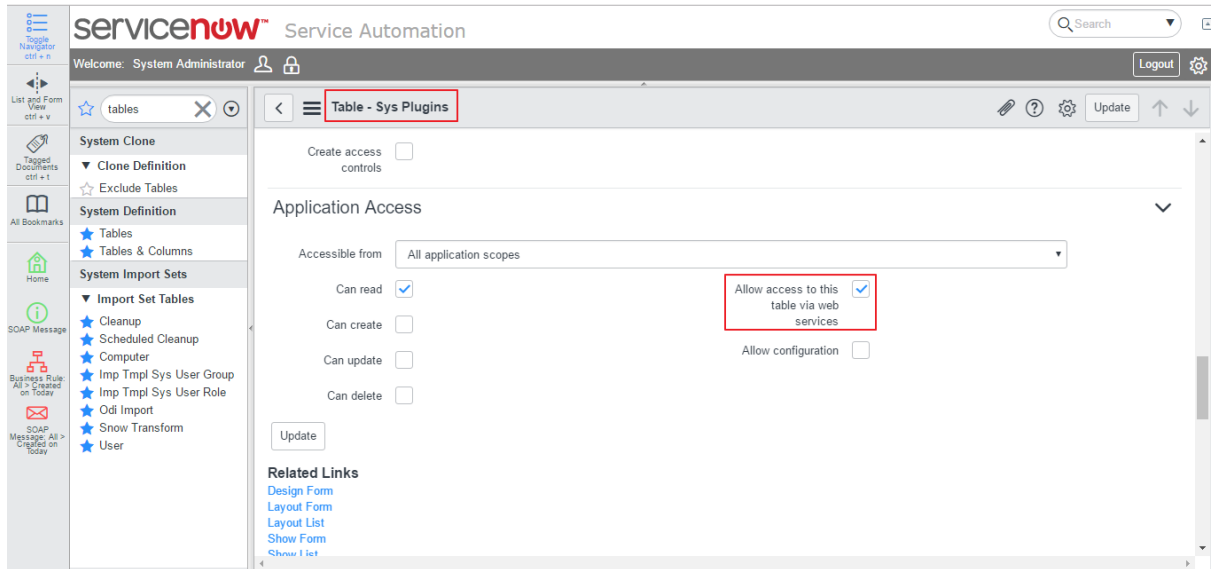 Toggle
Navigator
ctrl + n
List and Form
View
ctrl + v
Tagged
Documents
ctrl + t
All Bookmarks
Home
SOAP Message
Business Rule:
All > Created
on Today
SOAP
Message: All >
Created on
Today
servicenow™ Service Automation
Search
Welcome: System Administrator
Logout
tables
System Clone
▼ Clone Definition
Exclude Tables
System Definition
Tables
Tables & Columns
System Import Sets
▼ Import Set Tables
Cleanup
Scheduled Cleanup
Computer
Imp Tmpl Sys User Group
Imp Tmpl Sys User Role
Odi Import
Snow Transform
User
Table - Sys Plugins
Update
Create access
controls
Application Access
Accessible from
All application scopes
Can read
Can create
Can update
Can delete
Allow access to this
table via web
services
Allow configuration
Update
Related Links
Design Form
Layout Form
Layout List
Show Form
Show List